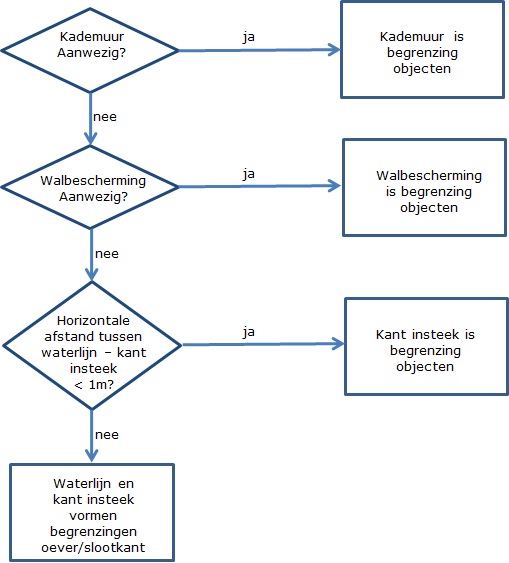 Kademuur
Aanwezig?
ja
Kademuur is
begrenzing
objecten
nee
Walbescherming
Aanwezig?
ja
Walbescherming
is begrenzing
objecten
nee
Horizontale
afstand tussen
waterlijn – kant
insteek
< 1m?
ja
Kant insteek is
begrenzing
objecten
nee
Waterlijn en
kant insteek
vormen
begrenzingen
oever/slootkant